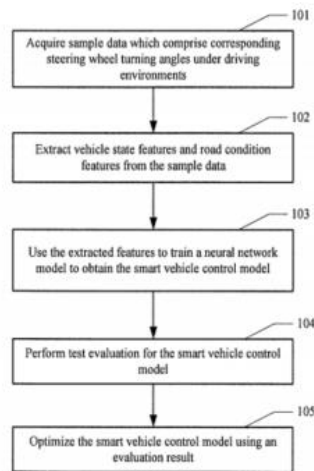 101
Acquire sample data which comprise corresponding
steering wheel turning angles under driving
environments
102
Extract vehicle state features and road condition
features from the sample data
103
Use the extracted features to train a neural network
model to obtain the smart vehicle control model
104
Perform test evaluation for the smart vehicle control
model
105
Optimize the smart vehicle control model using an
evaluation result